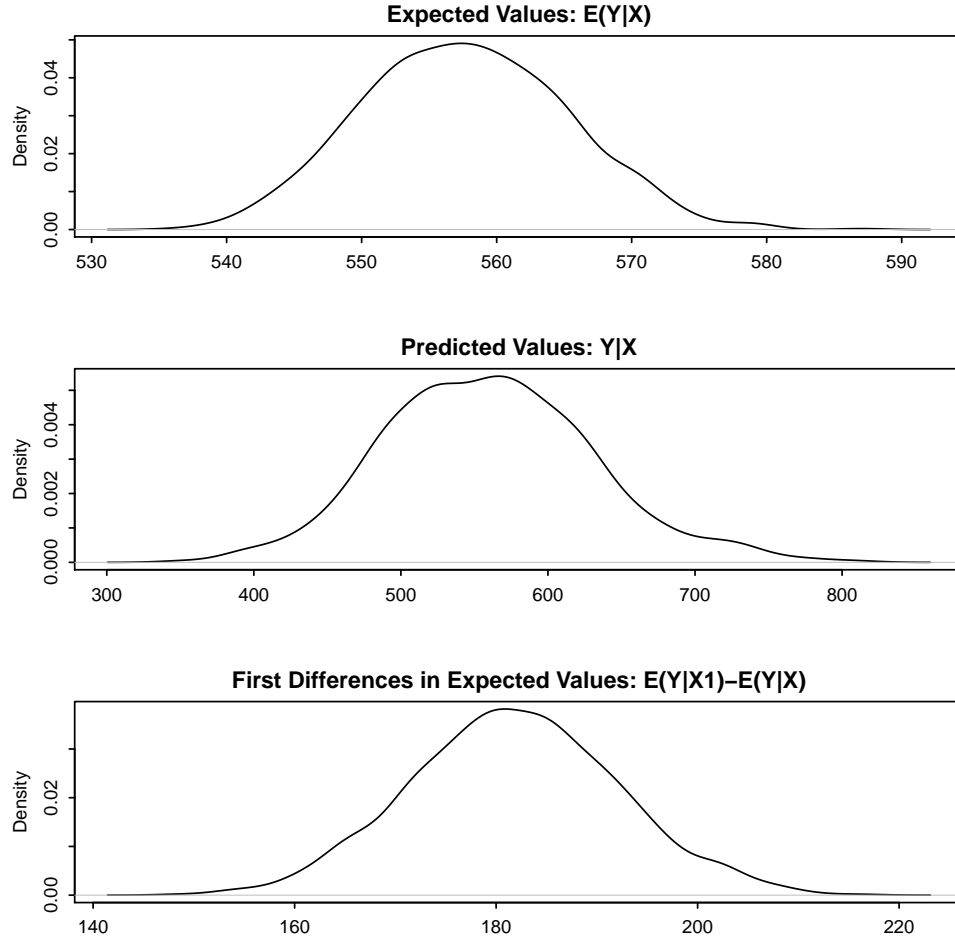 Expected Values: E(Y|X)
Density
0.00 0.02 0.04
530 540 550 560 570 580 590
Predicted Values: Y|X
Density
0.000 0.002 0.004
300 400 500 600 700 800
First Differences in Expected Values: E(Y|X1)−E(Y|X)
Density
0.00 0.02
140 160 180 200 220